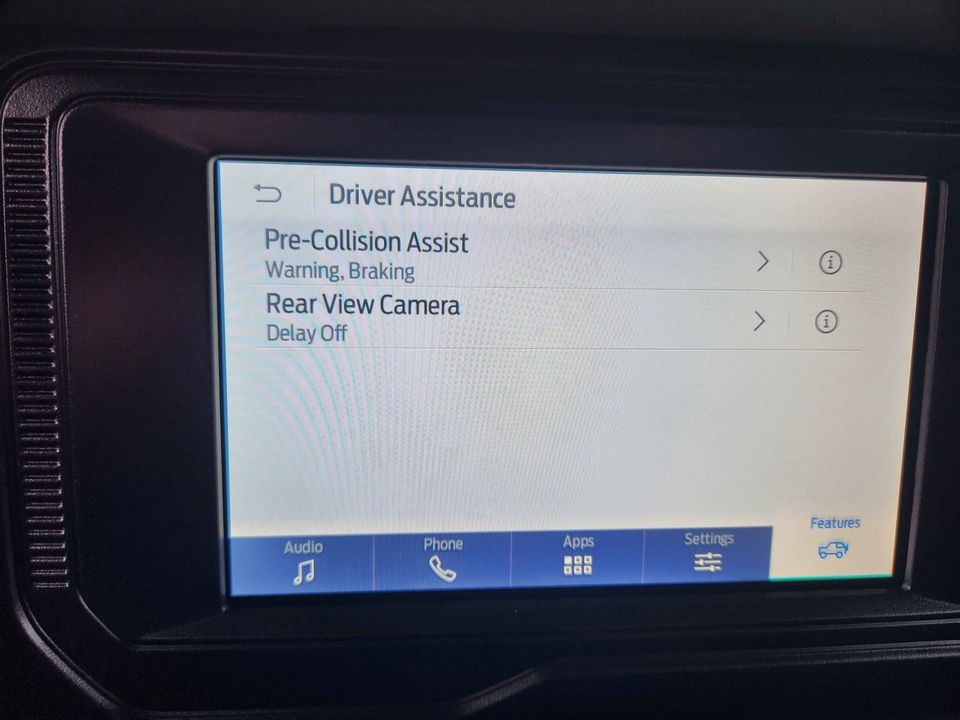 Driver Assistance
Pre-Collision Assist
Warning, Braking
Rear View Camera
Delay Off
Audio
Phone
Apps
Settings
Features